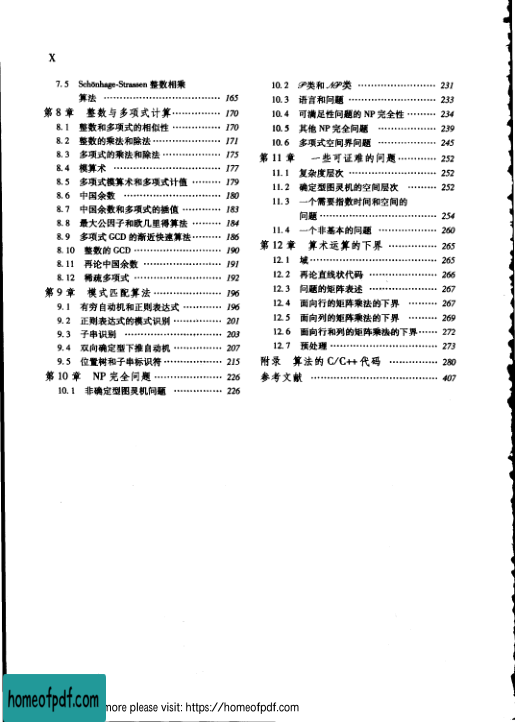 X
7.5 Schönhage-Strassen 整数相乘
算法 …………………………… 165
第8章 整数与多项式计算 ………… 170
8.1 整数和多项式的相似性 ………… 170
8.2 整数的乘法和除法 ……………… 171
8.3 多项式的乘法和除法 …………… 175
8.4 模算术 ………………………… 177
8.5 多项式模算术和多项式计值 …… 179
8.6 中国余数 ……………………… 180
8.7 中国余数和多项式的插值 ……… 183
8.8 最大公因子和欧几里得算法 …… 184
8.9 多项式 GCD 的渐近快速算法 …… 186
8.10 整数的 GCD …………………… 190
8.11 再论中国余数 ………………… 191
8.12 稀疏多项式 …………………… 192
第9章 模式匹配算法 ……………… 196
9.1 有穷自动机和正则表达式 ……… 196
9.2 正则表达式的模式识别 ………… 201
9.3 子串识别 ……………………… 203
9.4 双向确定型下推自动机 ………… 207
9.5 位置树和子串标识符 …………… 215
第10章 NP 完全问题 ……………… 226
10.1 非确定型图灵机问题 ………… 226
10.2 𝒫类和𝒩𝒫类 ………………… 231
10.3 语言和问题 …………………… 233
10.4 可满足性问题的 NP 完全性 …… 234
10.5 其他 NP 完全问题 …………… 239
10.6 多项式空间界问题 …………… 245
第11章 一些可证难的问题 ………… 252
11.1 复杂度层次 …………………… 252
11.2 确定型图灵机的空间层次 …… 252
11.3 一个需要指数时间和空间的
问题 …………………………… 254
11.4 一个非基本的问题 …………… 260
第12章 算术运算的下界 ………… 265
12.1 域 ……………………………… 265
12.2 再论直线状代码 ……………… 266
12.3 问题的矩阵表述 ……………… 267
12.4 面向行的矩阵乘法的下界 …… 267
12.5 面向列的矩阵乘法的下界 …… 269
12.6 面向行和列的矩阵乘法的下界 …… 272
12.7 预处理 ………………………… 273
附录 算法的 C/C++ 代码 ………… 280
参考文献 …………………………… 407
homeofpdf.com
more please visit: https://homeofpdf.com